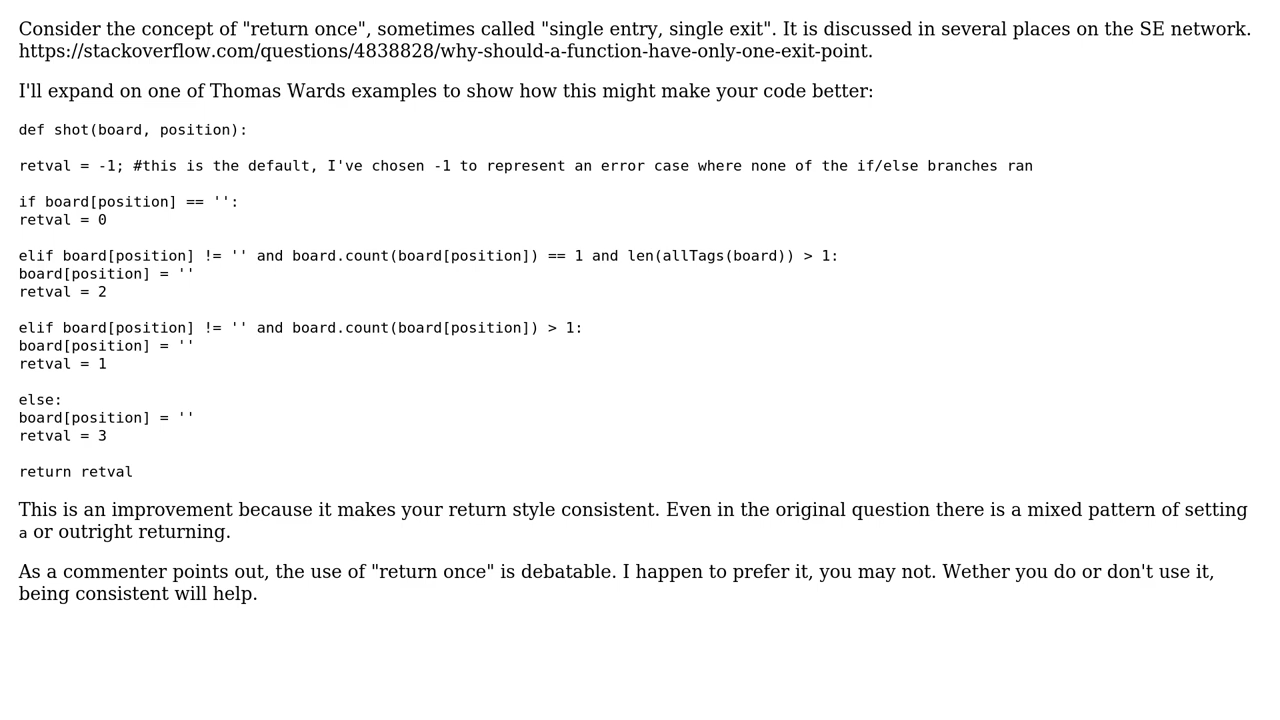 Consider the concept of "return once", sometimes called "single entry, single exit". It is discussed in several places on the SE network.
https://stackoverflow.com/questions/4838828/why-should-a-function-have-only-one-exit-point.
I'll expand on one of Thomas Wards examples to show how this might make your code better:
def shot(board, position):
retval = -1; #this is the default, I've chosen -1 to represent an error case where none of the if/else branches ran
if board[position] == '':
retval = 0
elif board[position] != '' and board.count(board[position]) == 1 and len(allTags(board)) > 1:
board[position] = ''
retval = 2
elif board[position] != '' and board.count(board[position]) > 1:
board[position] = ''
retval = 1
else:
board[position] = ''
retval = 3
return retval
This is an improvement because it makes your return style consistent. Even in the original question there is a mixed pattern of setting
a or outright returning.
As a commenter points out, the use of "return once" is debatable. I happen to prefer it, you may not. Wether you do or don't use it,
being consistent will help.